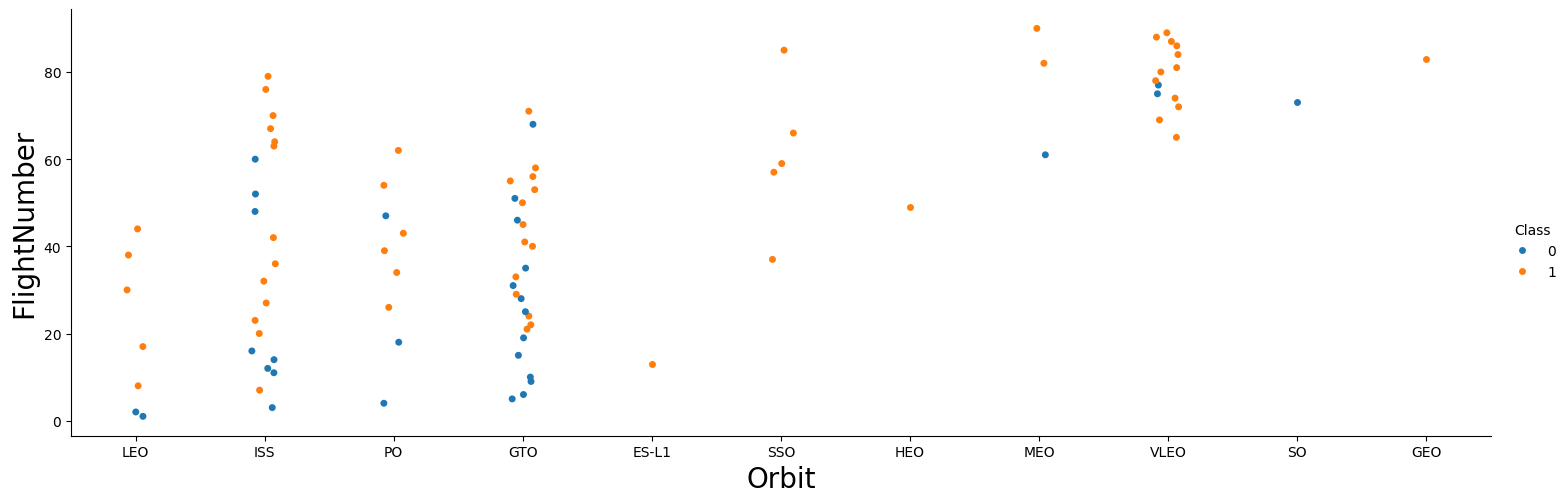 FlightNumber
80
60
40
20
0
LEO ISS PO GTO ES-L1 SSO HEO MEO VLEO SO GEO
Orbit
Class
0
1